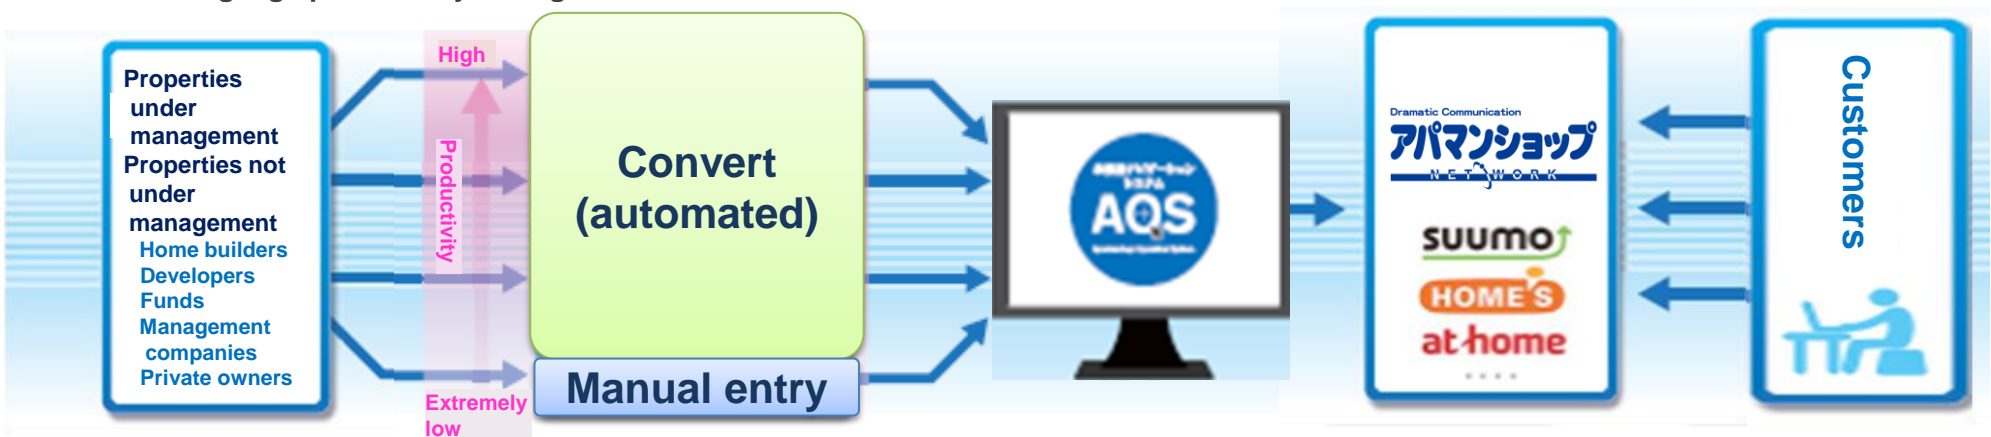 Properties
under
management
Properties not
under
management
Home builders
Developers
Funds
Management
companies
Private owners
High
Productivity
Extremely
low
Convert
(automated)
Manual entry
AQS
Dramatic Communication
アパマンショップ
NETWORK
SUUMO
HOME'S
at home
Customers